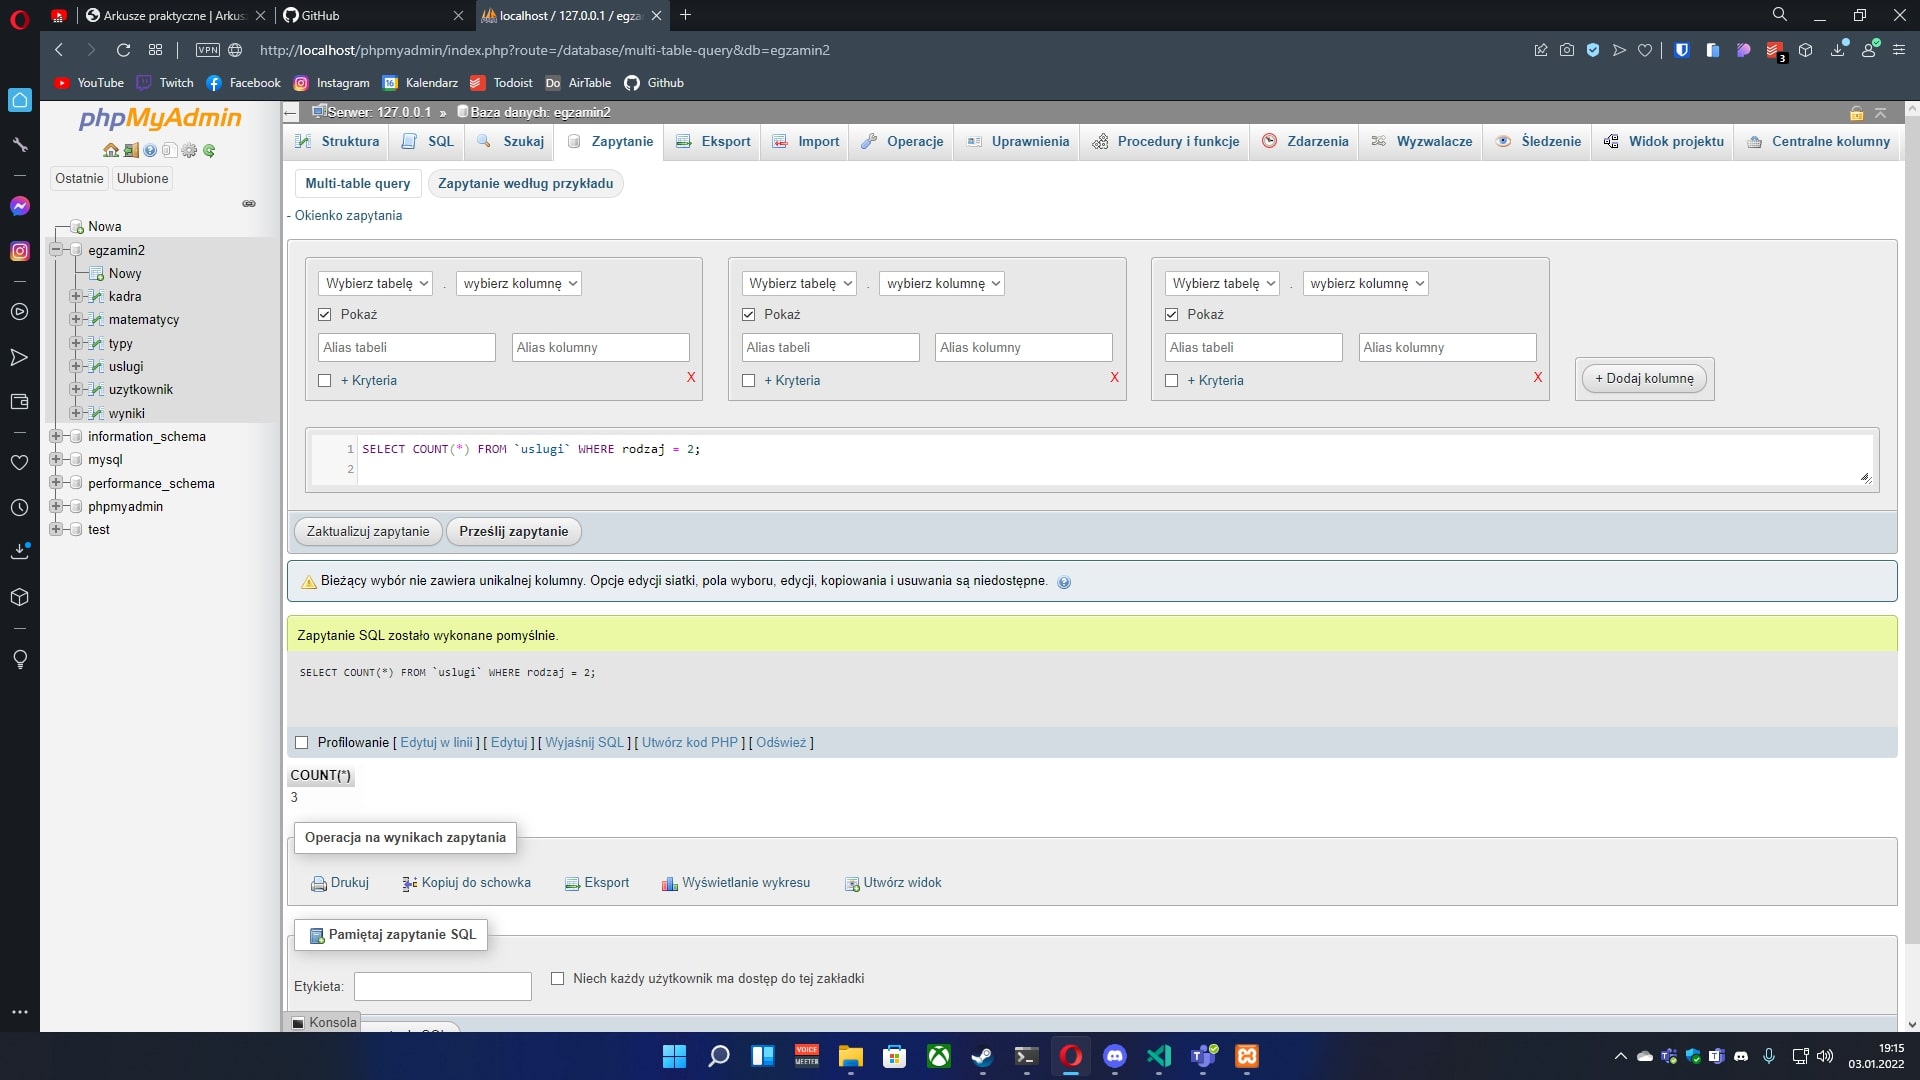 Arkusze praktyczne | Arkus
GitHub
localhost / 127.0.0.1 / egza
VPN
http://localhost/phpmyadmin/index.php?route=/database/multi-table-query&db=egzamin2
3
YouTube
Twitch
Facebook
Instagram
16
Kalendarz
Todoist
Do
AirTable
Github
phpMyAdmin
Ostatnie
Ulubione
Nowa
egzamin2
Nowy
kadra
matematycy
typy
uslugi
uzytkownik
wyniki
information_schema
mysql
performance_schema
phpmyadmin
test
Serwer: 127.0.0.1 » Baza danych: egzamin2
Struktura
SQL
Szukaj
Zapytanie
Eksport
Import
Operacje
Uprawnienia
Procedury i funkcje
Zdarzenia
Wyzwalacze
Śledzenie
Widok projektu
Centralne kolumny
Multi-table query
Zapytanie według przykładu
- Okienko zapytania
Wybierz tabelę . wybierz kolumnę
Pokaż
Alias tabeli
Alias kolumny
+ Kryteria
X
Wybierz tabelę . wybierz kolumnę
Pokaż
Alias tabeli
Alias kolumny
+ Kryteria
X
Wybierz tabelę . wybierz kolumnę
Pokaż
Alias tabeli
Alias kolumny
+ Kryteria
X
+ Dodaj kolumnę
1 SELECT COUNT(*) FROM `uslugi` WHERE rodzaj = 2;
2
Zaktualizuj zapytanie
Prześlij zapytanie
Bieżący wybór nie zawiera unikalnej kolumny. Opcje edycji siatki, pola wyboru, edycji, kopiowania i usuwania są niedostępne.
Zapytanie SQL zostało wykonane pomyślnie.
SELECT COUNT(*) FROM `uslugi` WHERE rodzaj = 2;
Profilowanie [ Edytuj w linii ] [ Edytuj ] [ Wyjaśnij SQL ] [ Utwórz kod PHP ] [ Odśwież ]
COUNT(*)
3
Operacja na wynikach zapytania
Drukuj
Kopiuj do schowka
Eksport
Wyświetlanie wykresu
Utwórz widok
Pamiętaj zapytanie SQL
Etykieta:
Niech każdy użytkownik ma dostęp do tej zakładki
Konsola
VOICE
MEETER
19:15
03.01.2022